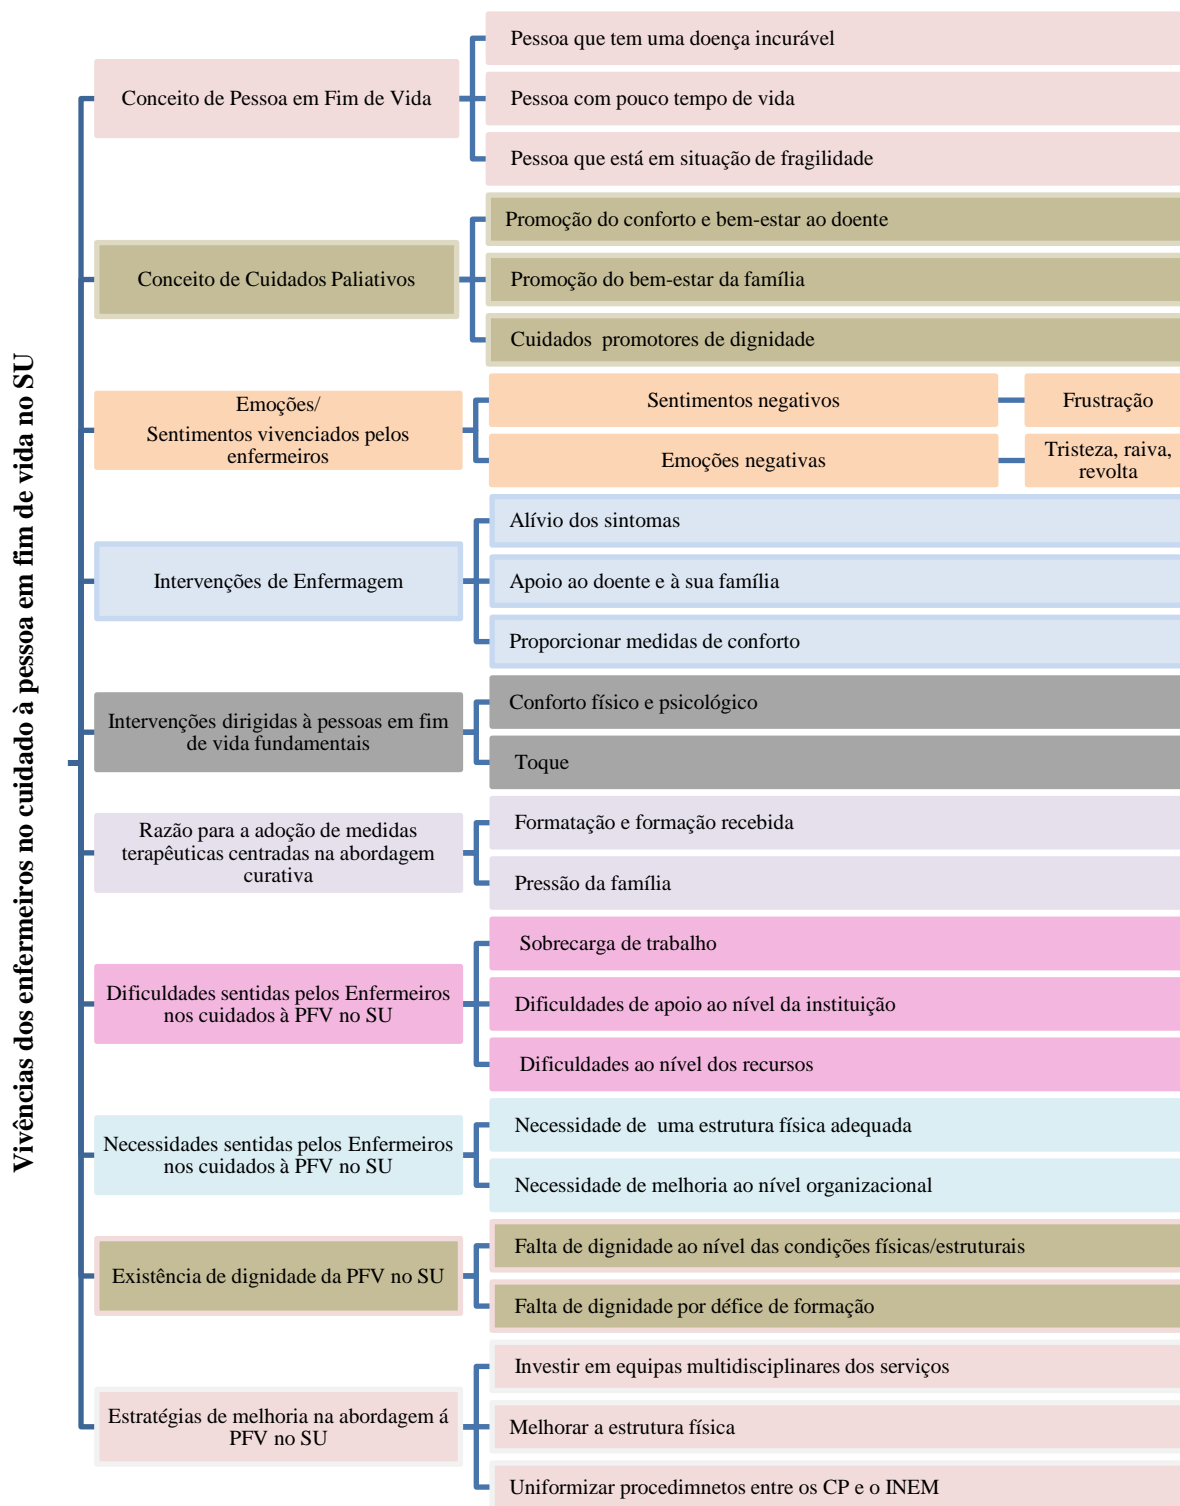 Vivências dos enfermeiros no cuidado à pessoa em fim de vida no SU
Conceito de Pessoa em Fim de Vida
Pessoa que tem uma doença incurável
Pessoa com pouco tempo de vida
Pessoa que está em situação de fragilidade
Conceito de Cuidados Paliativos
Promoção do conforto e bem-estar ao doente
Promoção do bem-estar da família
Cuidados promotores de dignidade
Emoções/
Sentimentos vivenciados pelos
enfermeiros
Sentimentos negativos
Frustração
Emoções negativas
Tristeza, raiva,
revolta
Intervenções de Enfermagem
Alívio dos sintomas
Apoio ao doente e à sua família
Proporcionar medidas de conforto
Intervenções dirigidas à pessoas em fim
de vida fundamentais
Conforto físico e psicológico
Toque
Razão para a adoção de medidas
terapêuticas centradas na abordagem
curativa
Formatação e formação recebida
Pressão da família
Dificuldades sentidas pelos Enfermeiros
nos cuidados à PFV no SU
Sobrecarga de trabalho
Dificuldades de apoio ao nível da instituição
Dificuldades ao nível dos recursos
Necessidades sentidas pelos Enfermeiros
nos cuidados à PFV no SU
Necessidade de uma estrutura física adequada
Necessidade de melhoria ao nível organizacional
Existência de dignidade da PFV no SU
Falta de dignidade ao nível das condições físicas/estruturais
Falta de dignidade por défice de formação
Estratégias de melhoria na abordagem á
PFV no SU
Investir em equipas multidisciplinares dos serviços
Melhorar a estrutura física
Uniformizar procedimnetos entre os CP e o INEM